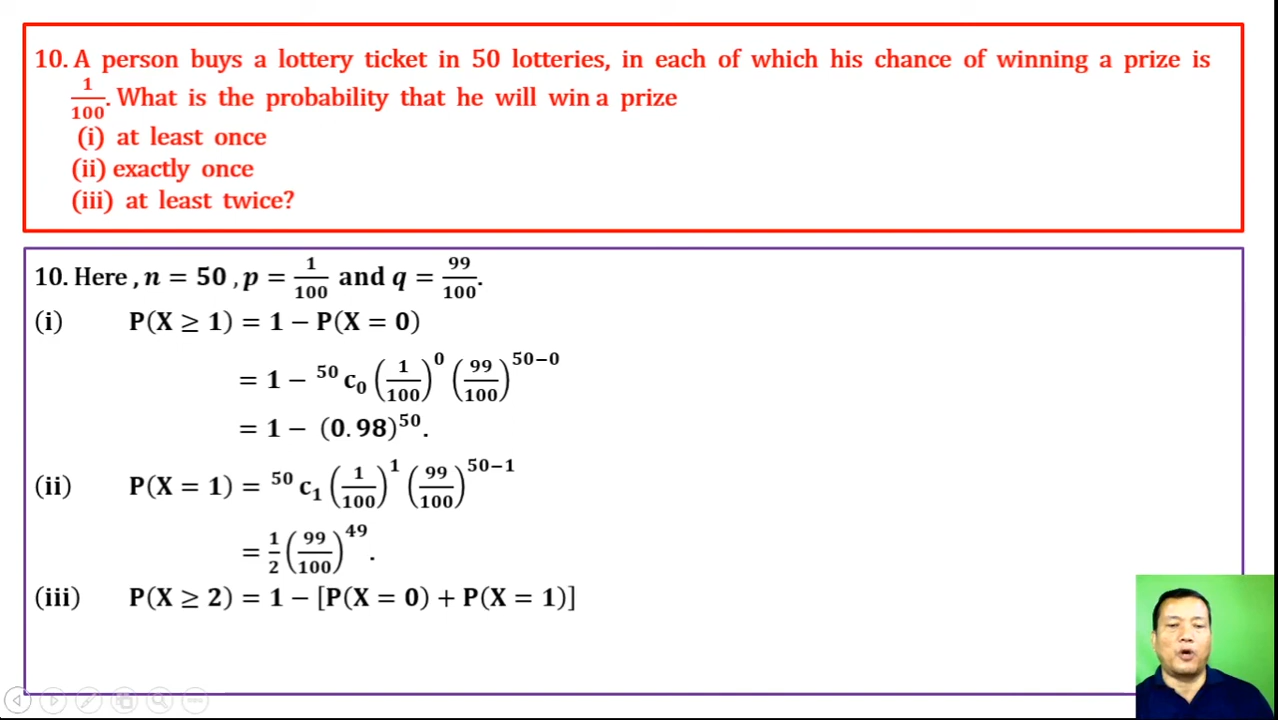 10. A person buys a lottery ticket in 50 lotteries, in each of which his chance of winning a prize is
1/100. What is the probability that he will win a prize
(i) at least once
(ii) exactly once
(iii) at least twice?
10. Here , n = 50 , p = 1/100 and q = 99/100.
(i) P(X ≥ 1) = 1 − P(X = 0)
= 1 − ⁵⁰c₀ (1/100)⁰ (99/100)⁵⁰⁻⁰
= 1 − (0.98)⁵⁰.
(ii) P(X = 1) = ⁵⁰c₁ (1/100)¹ (99/100)⁵⁰⁻¹
= 1/2 (99/100)⁴⁹.
(iii) P(X ≥ 2) = 1 − [P(X = 0) + P(X = 1)]